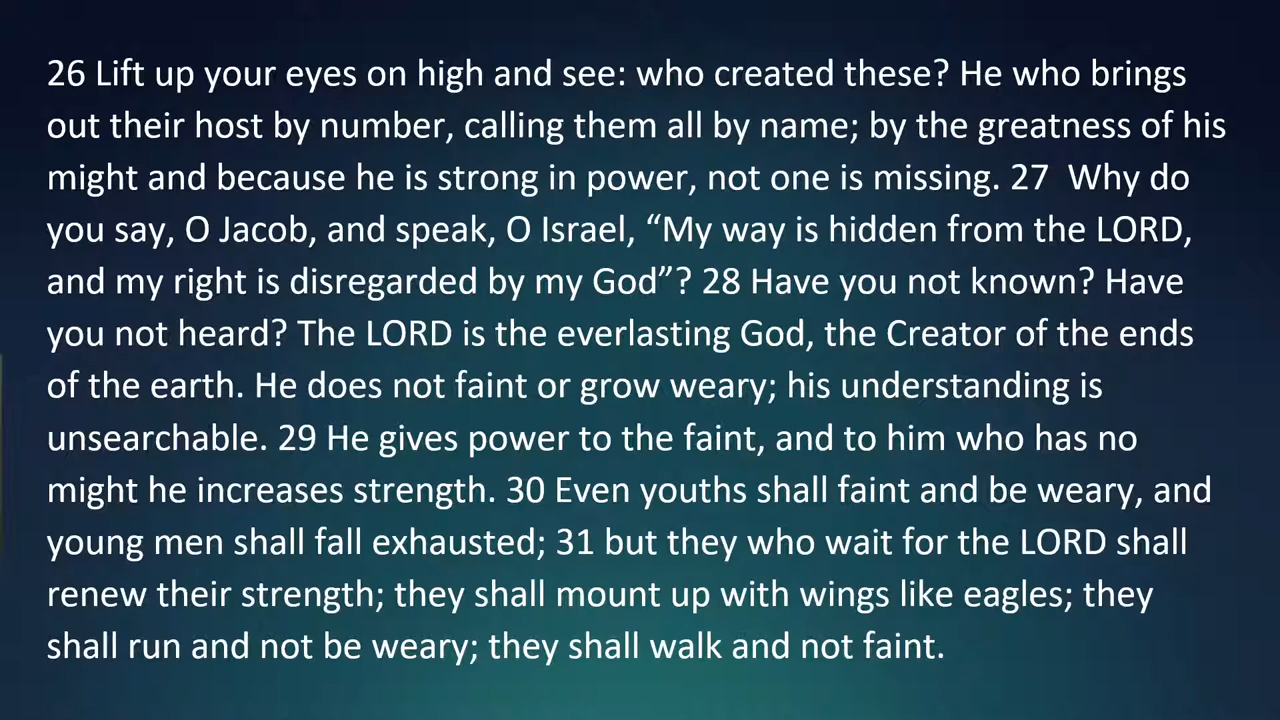 26 Lift up your eyes on high and see: who created these? He who brings
out their host by number, calling them all by name; by the greatness of his
might and because he is strong in power, not one is missing. 27  Why do
you say, O Jacob, and speak, O Israel, “My way is hidden from the LORD,
and my right is disregarded by my God”? 28 Have you not known? Have
you not heard? The LORD is the everlasting God, the Creator of the ends
of the earth. He does not faint or grow weary; his understanding is
unsearchable. 29 He gives power to the faint, and to him who has no
might he increases strength. 30 Even youths shall faint and be weary, and
young men shall fall exhausted; 31 but they who wait for the LORD shall
renew their strength; they shall mount up with wings like eagles; they
shall run and not be weary; they shall walk and not faint.